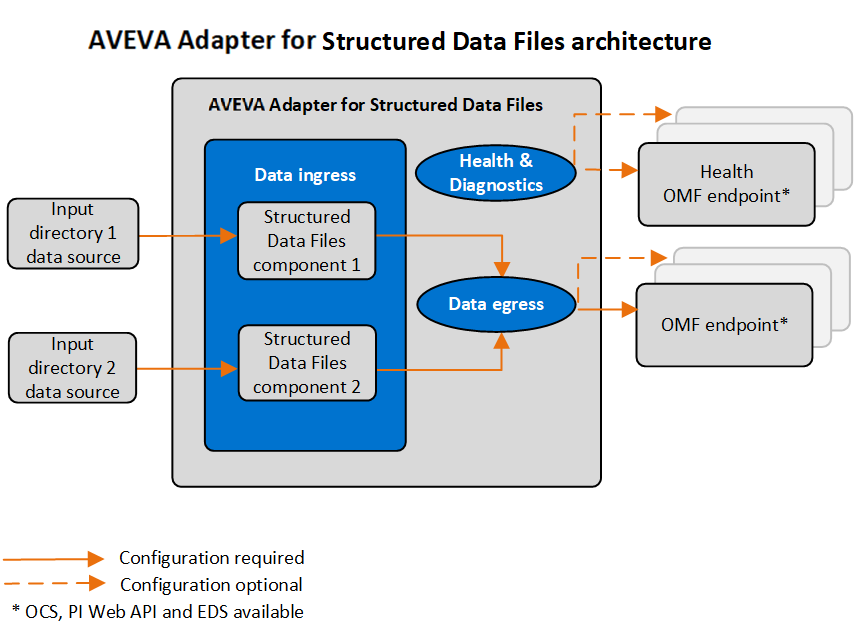 AVEVA Adapter for Structured Data Files architecture
AVEVA Adapter for Structured Data Files
Data ingress
Health &
Diagnostics
Health
OMF endpoint*
Input
directory 1
data source
Structured
Data Files
component 1
Data egress
OMF endpoint*
Input
directory 2
data source
Structured
Data Files
component 2
Configuration required
Configuration optional
* OCS, PI Web API and EDS available